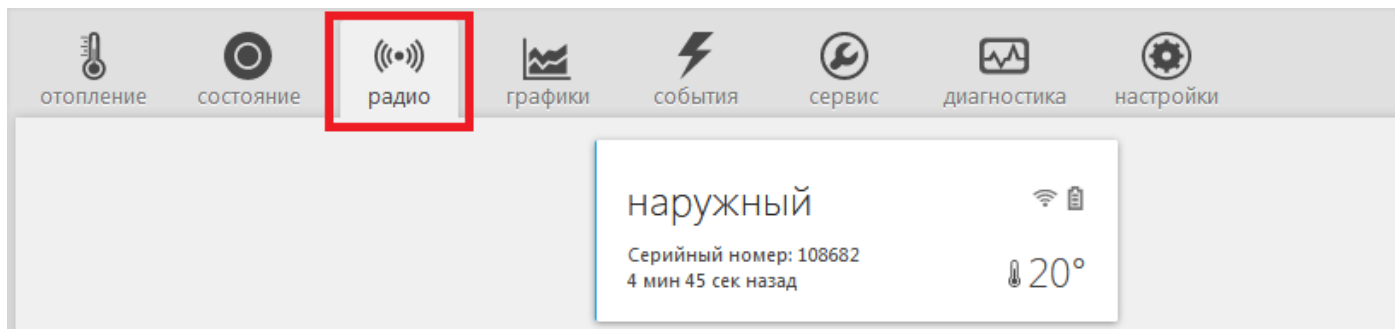 отопление состояние радио графики события сервис диагностика настройки
наружный
Серийный номер: 108682
4 мин 45 сек назад
20°